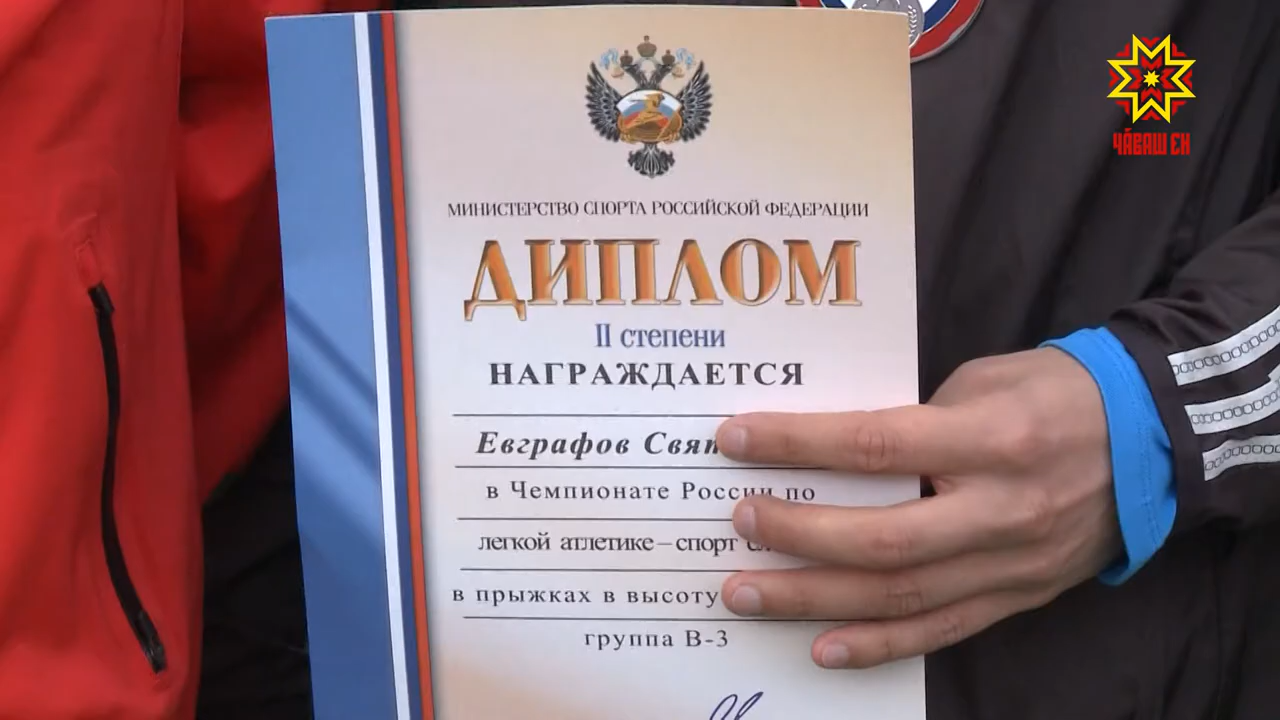 МИНИСТЕРСТВО СПОРТА РОССИЙСКОЙ ФЕДЕРАЦИИ
ДИПЛОМ
II СТЕПЕНИ
НАГРАЖДАЕТСЯ
Евграфов
в Чемпионате России по
легкой атлетике – спорт
в прыжках в высоту
группа В-3
ЧӐВАШ ЕН